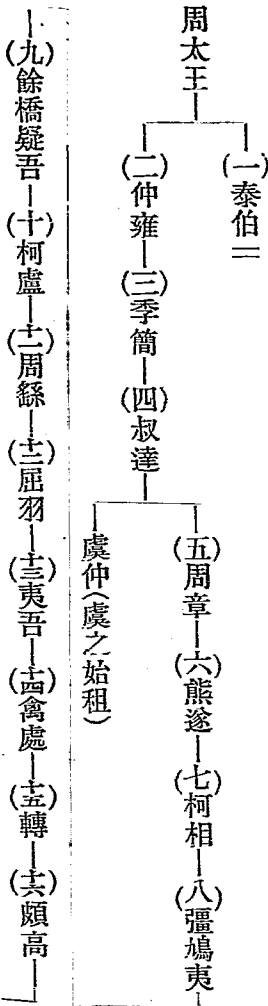 周太王
(一)泰伯
(二)仲雍—(三)季簡—(四)叔達
(五)周章—(六)熊遂—(七)柯相—(八)彊鳩夷
虞仲(虞之始祖)
(九)餘橋疑吾—(十)柯盧—(十一)周繇—(十二)屈羽—(十三)夷吾—(十四)禽處—(十五)轉—(十六)頗高